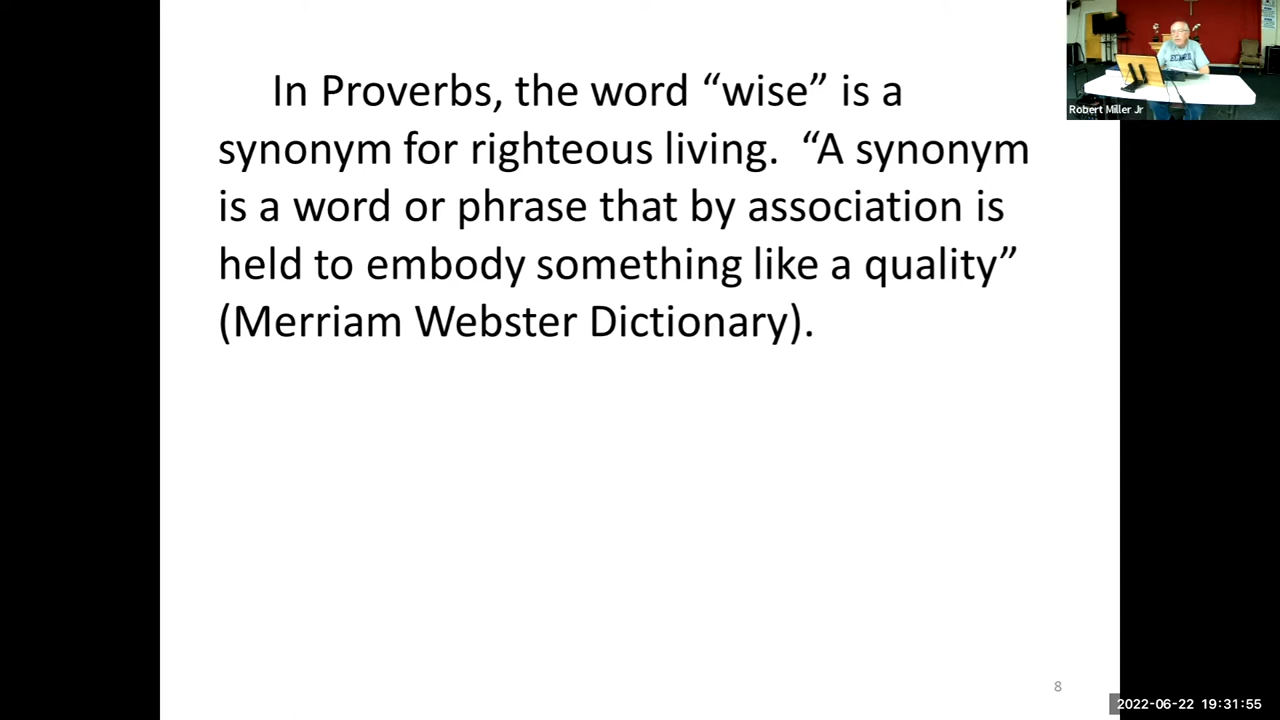 In Proverbs, the word “wise” is a
synonym for righteous living.  “A synonym
is a word or phrase that by association is
held to embody something like a quality”
(Merriam Webster Dictionary).
Robert Miller Jr
8
2022-06-22 19:31:55